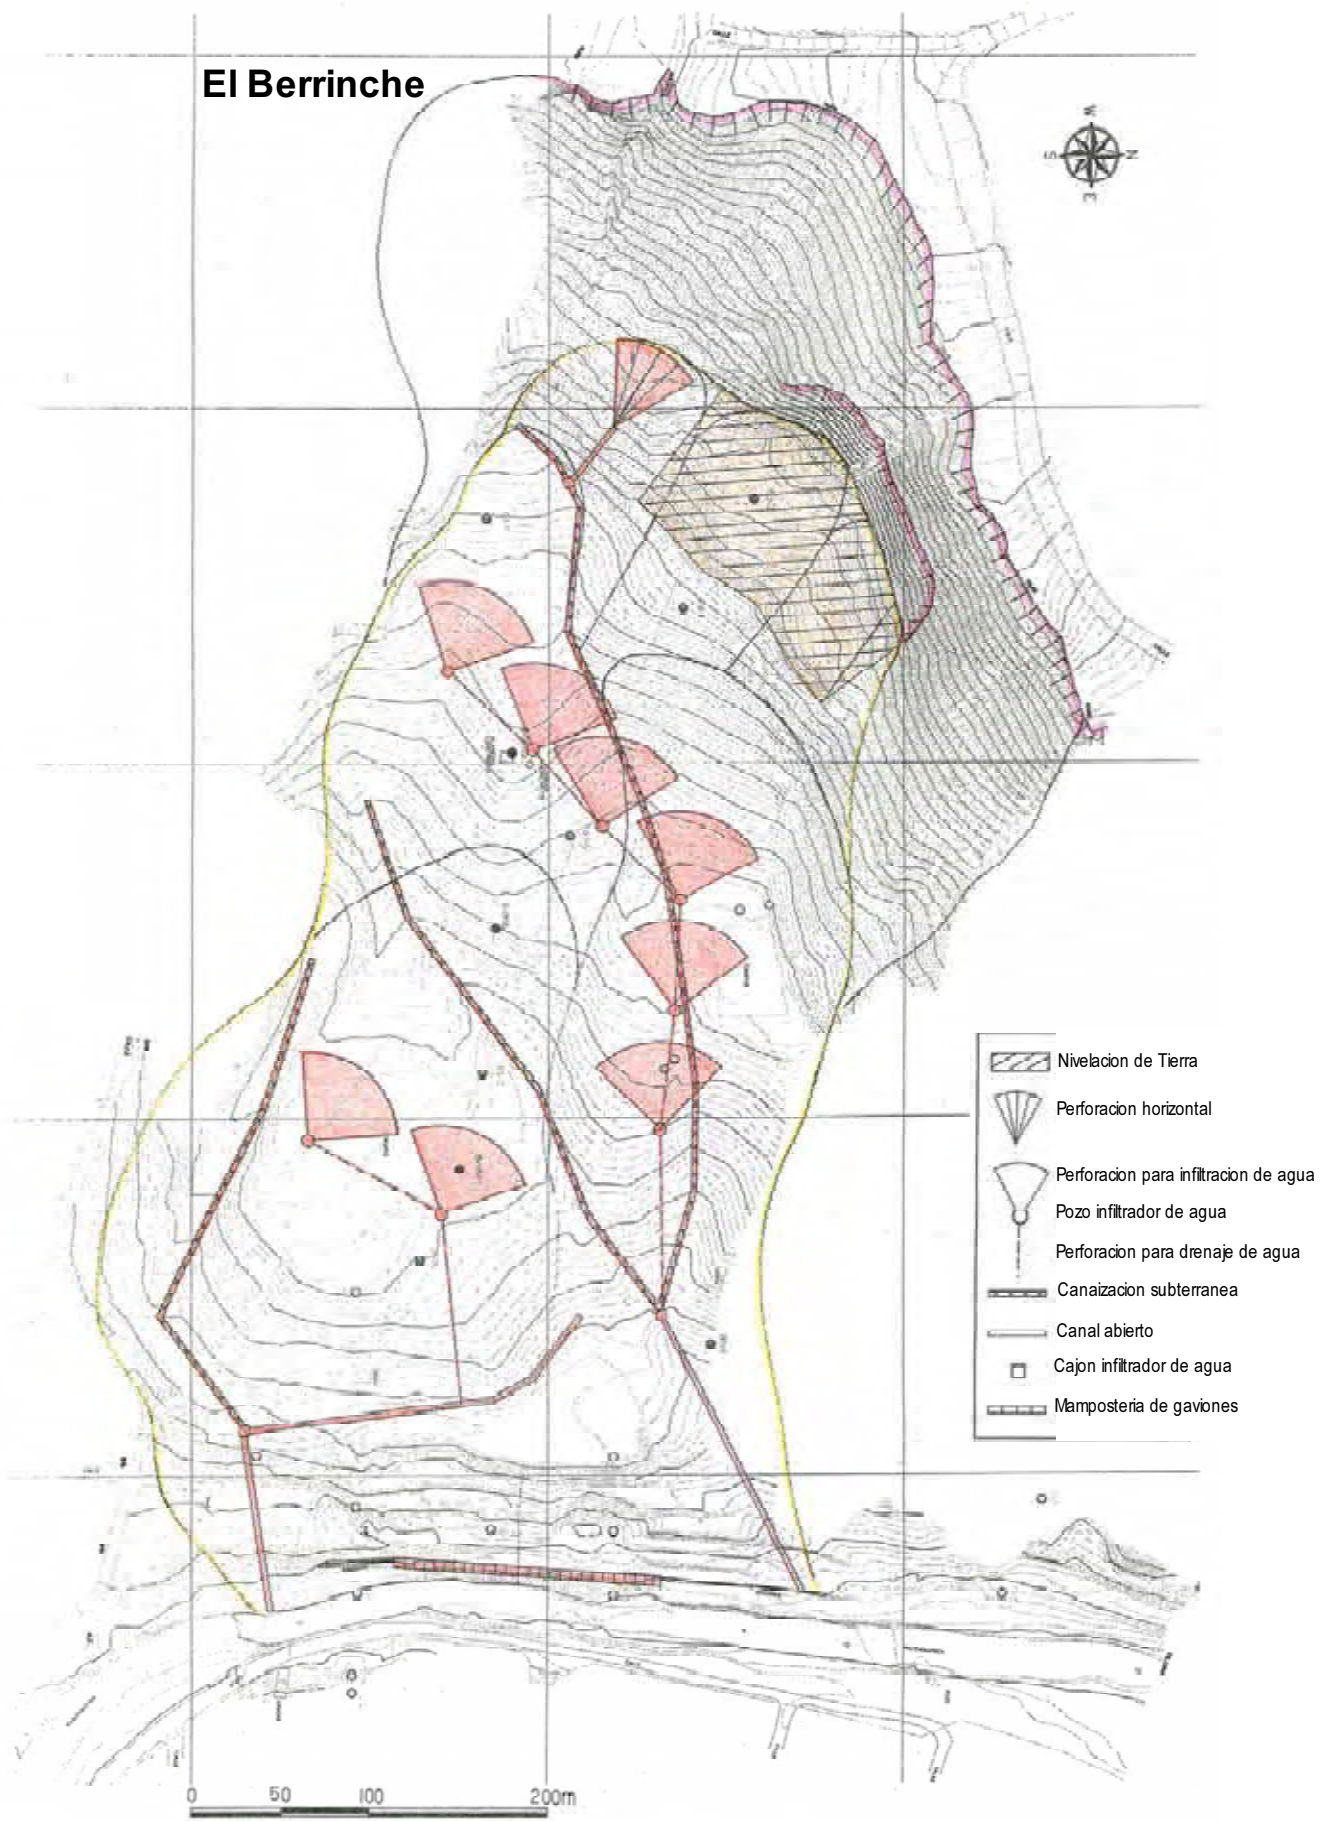 El Berrinche
W
S
N
E
Nivelacion de Tierra
Perforacion horizontal
Perforacion para infiltracion de agua
Pozo infiltrador de agua
Perforacion para drenaje de agua
Canaizacion subterranea
Canal abierto
Cajon infiltrador de agua
Mamposteria de gaviones
0 50 100 200m